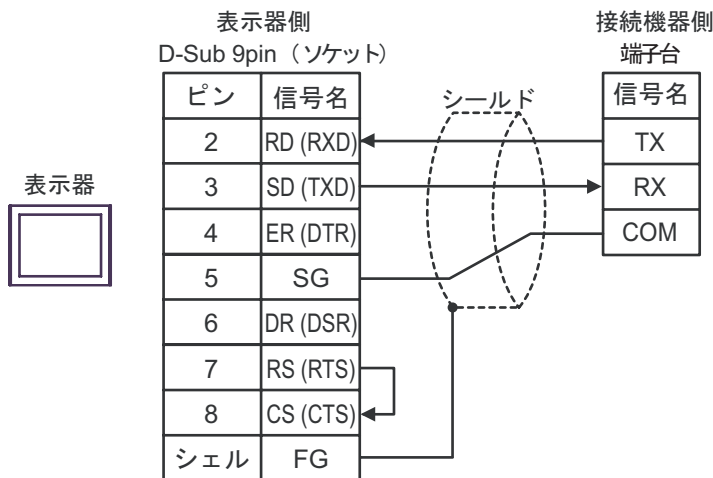 表示器側
D-Sub 9pin（ソケット）
接続機器側
端子台
ピン 信号名
シールド
信号名
2 RD (RXD)
TX
3 SD (TXD)
RX
表示器
4 ER (DTR)
COM
5 SG
6 DR (DSR)
7 RS (RTS)
8 CS (CTS)
シェル FG